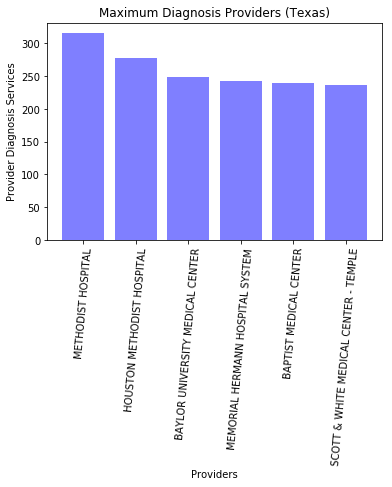 Maximum Diagnosis Providers (Texas)
Provider Diagnosis Services
300
250
200
150
100
50
0
METHODIST HOSPITAL
HOUSTON METHODIST HOSPITAL
BAYLOR UNIVERSITY MEDICAL CENTER
MEMORIAL HERMANN HOSPITAL SYSTEM
BAPTIST MEDICAL CENTER
SCOTT & WHITE MEDICAL CENTER - TEMPLE
Providers